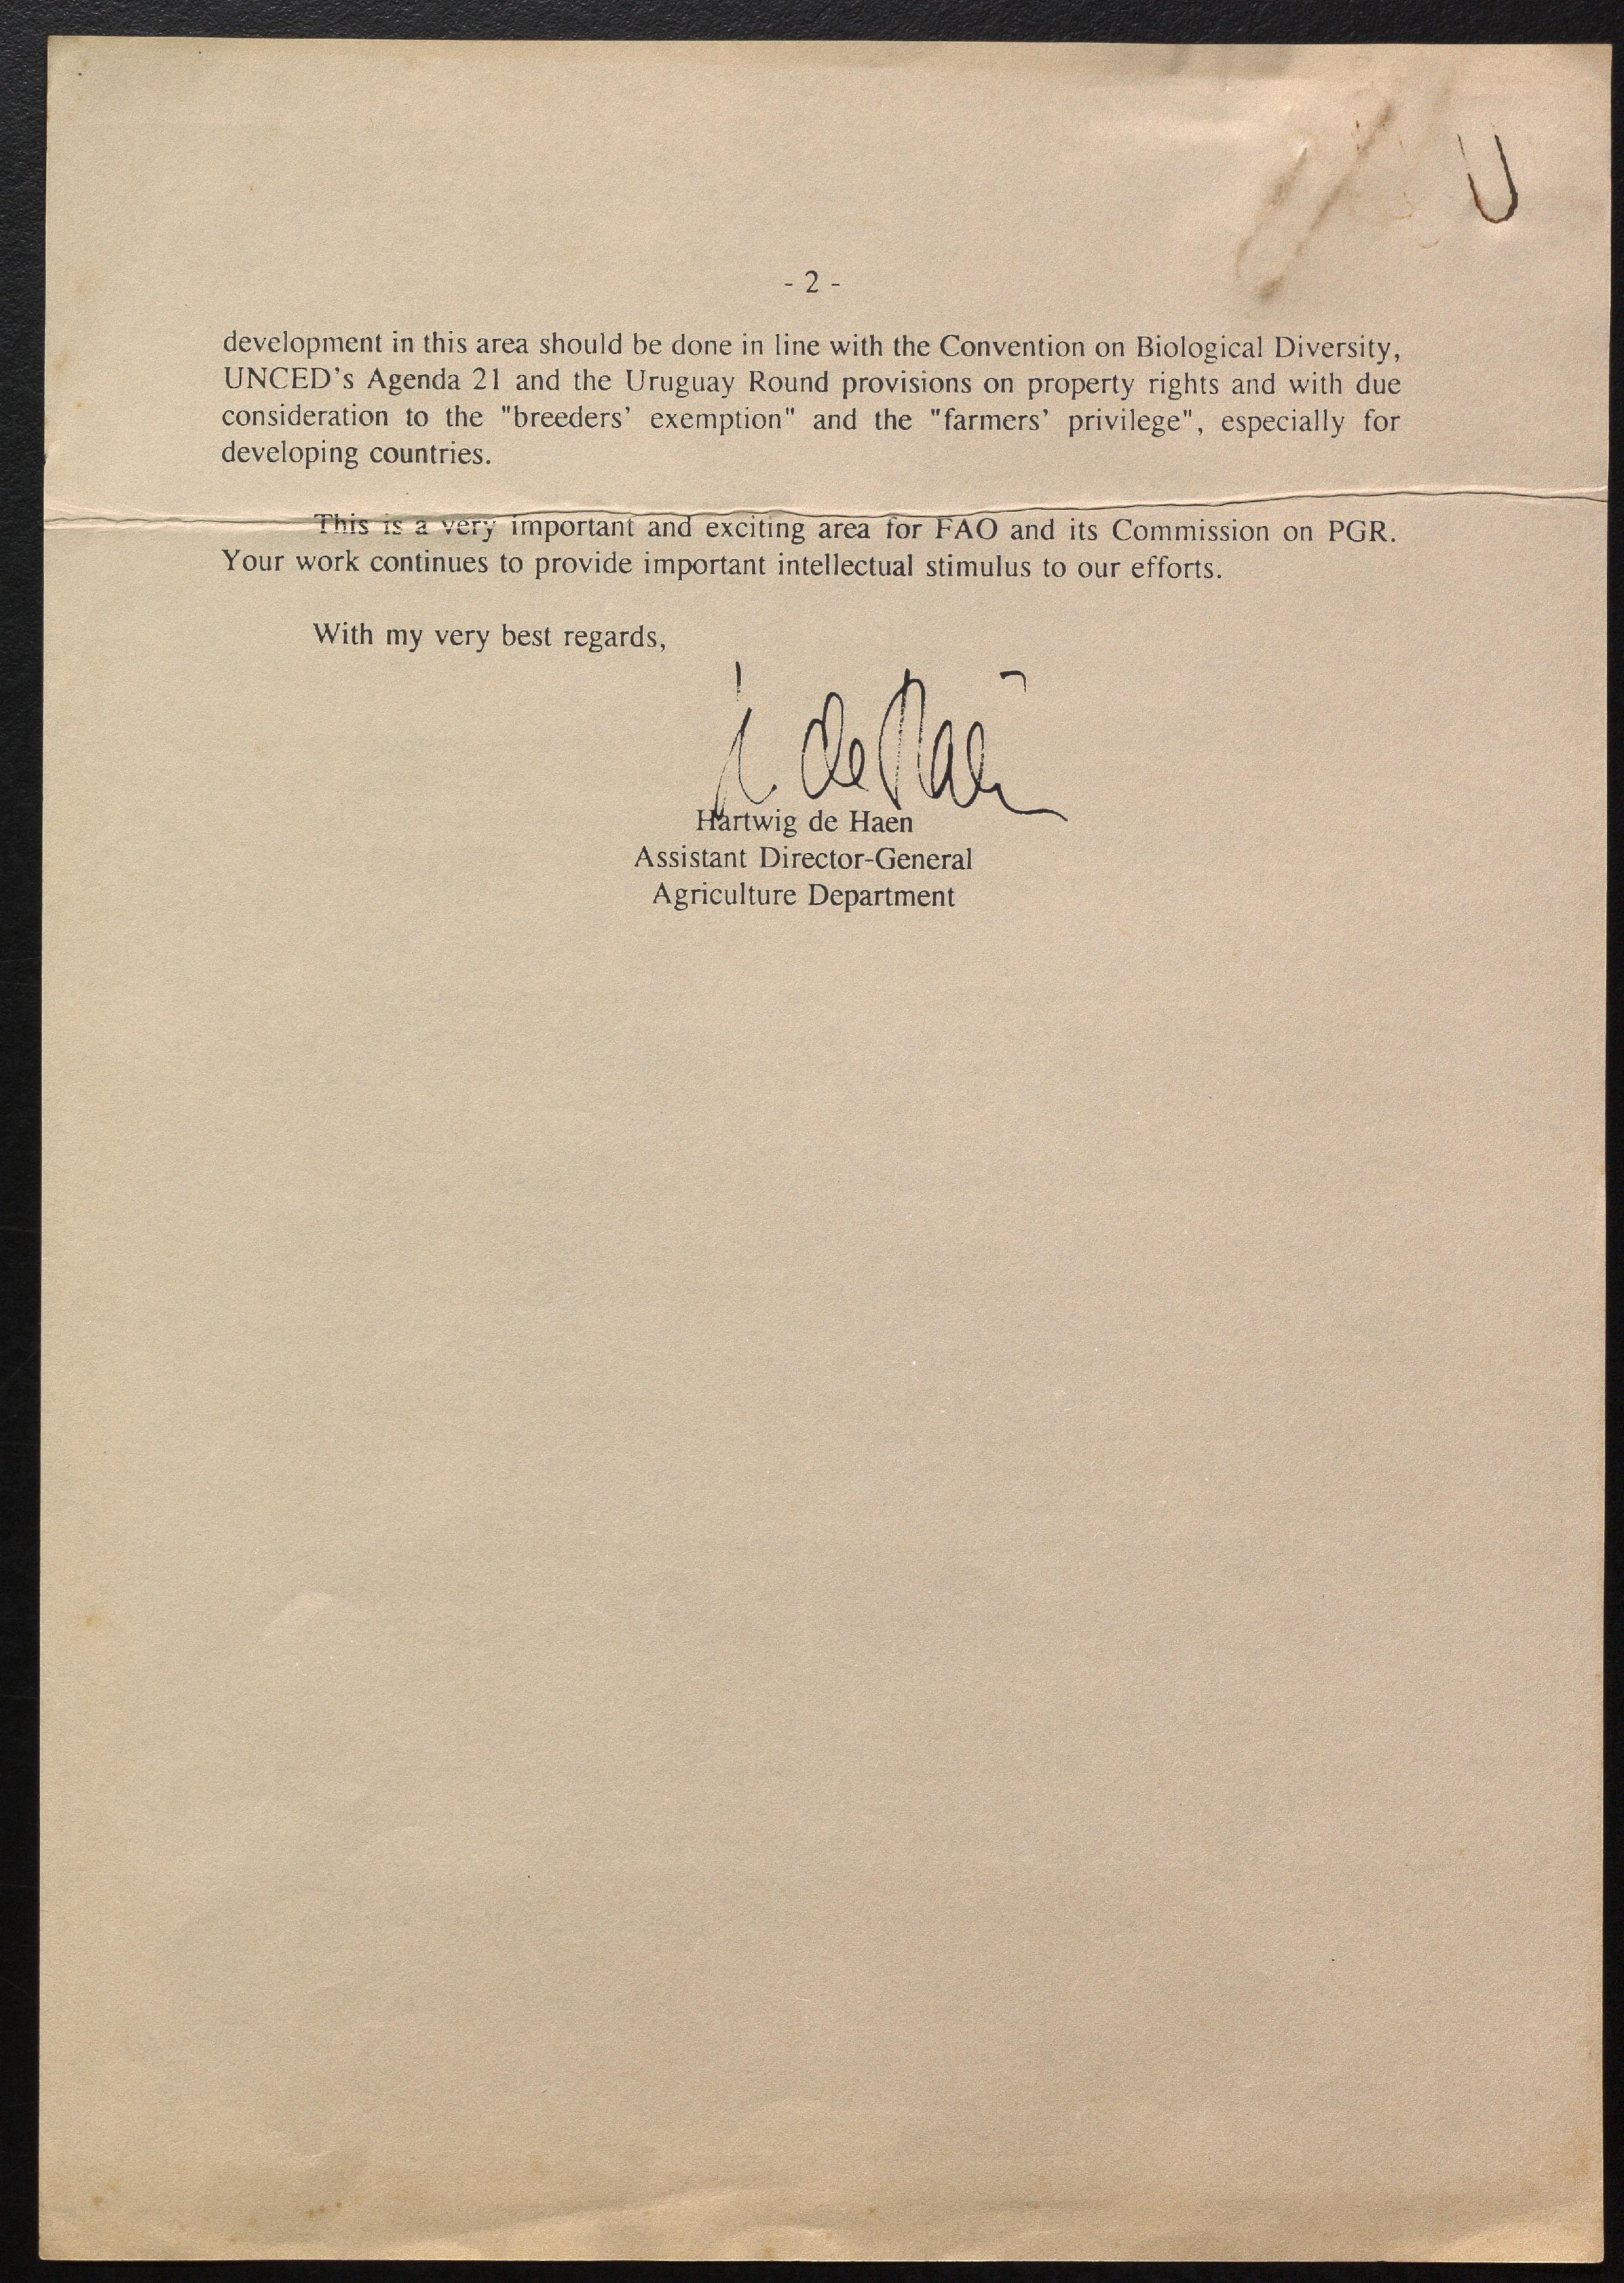 - 2 -
development in this area should be done in line with the Convention on Biological Diversity,
UNCED's Agenda 21 and the Uruguay Round provisions on property rights and with due
consideration to the "breeders' exemption" and the "farmers' privilege", especially for
developing countries.
This is a very important and exciting area for FAO and its Commission on PGR.
Your work continues to provide important intellectual stimulus to our efforts.
With my very best regards,
H. de Haen
Hartwig de Haen
Assistant Director-General
Agriculture Department